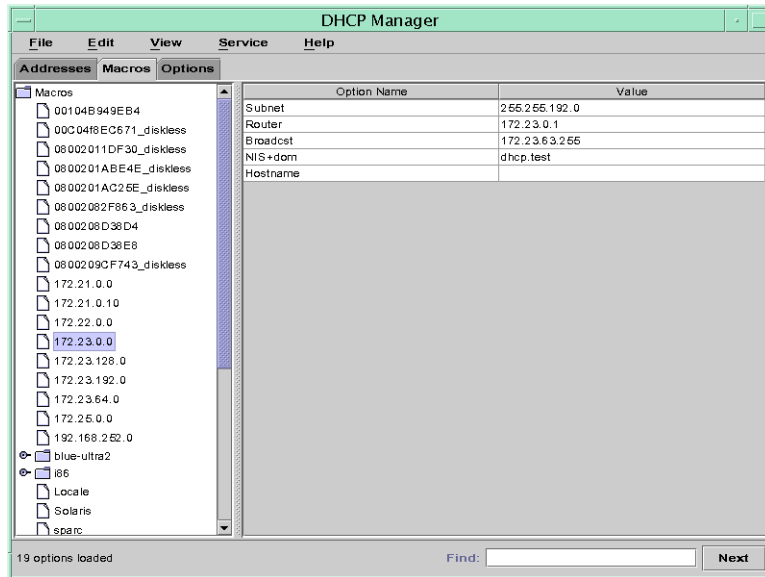 DHCP Manager
File Edit View Service Help
Addresses Macros Options
Macros
00104B949EB4
00C04f8EC671_diskless
08002011DF30_diskless
0800201ABE4E_diskless
0800201AC25E_diskless
08002082F863_diskless
0800208D38D4
0800208D38E8
0800209CF743_diskless
172.21.0.0
172.21.0.10
172.22.0.0
172.23.0.0
172.23.128.0
172.23.192.0
172.23.64.0
172.25.0.0
192.168.252.0
blue-ultra2
i86
Locale
Solaris
sparc
Option Name Value
Subnet 255.255.192.0
Router 172.23.0.1
Broadcst 172.23.63.255
NIS+dom dhcp.test
Hostname
19 options loaded
Find:
Next